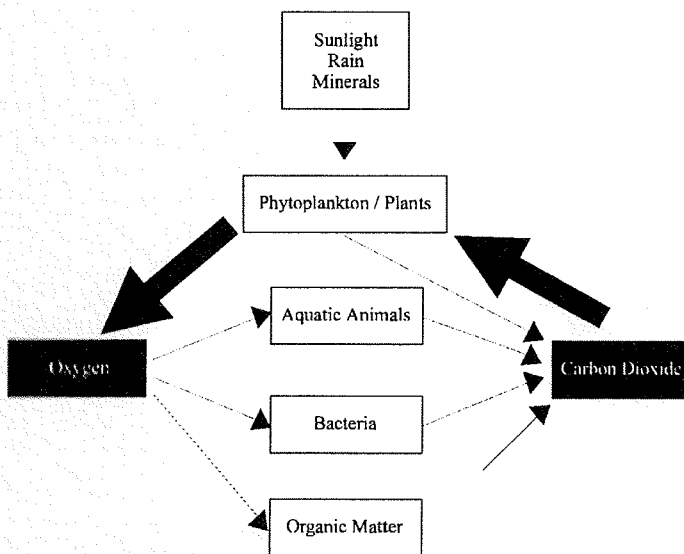 Sunlight
Rain
Minerals
Phytoplankton / Plants
Aquatic Animals
Oxygen
Carbon Dioxide
Bacteria
Organic Matter